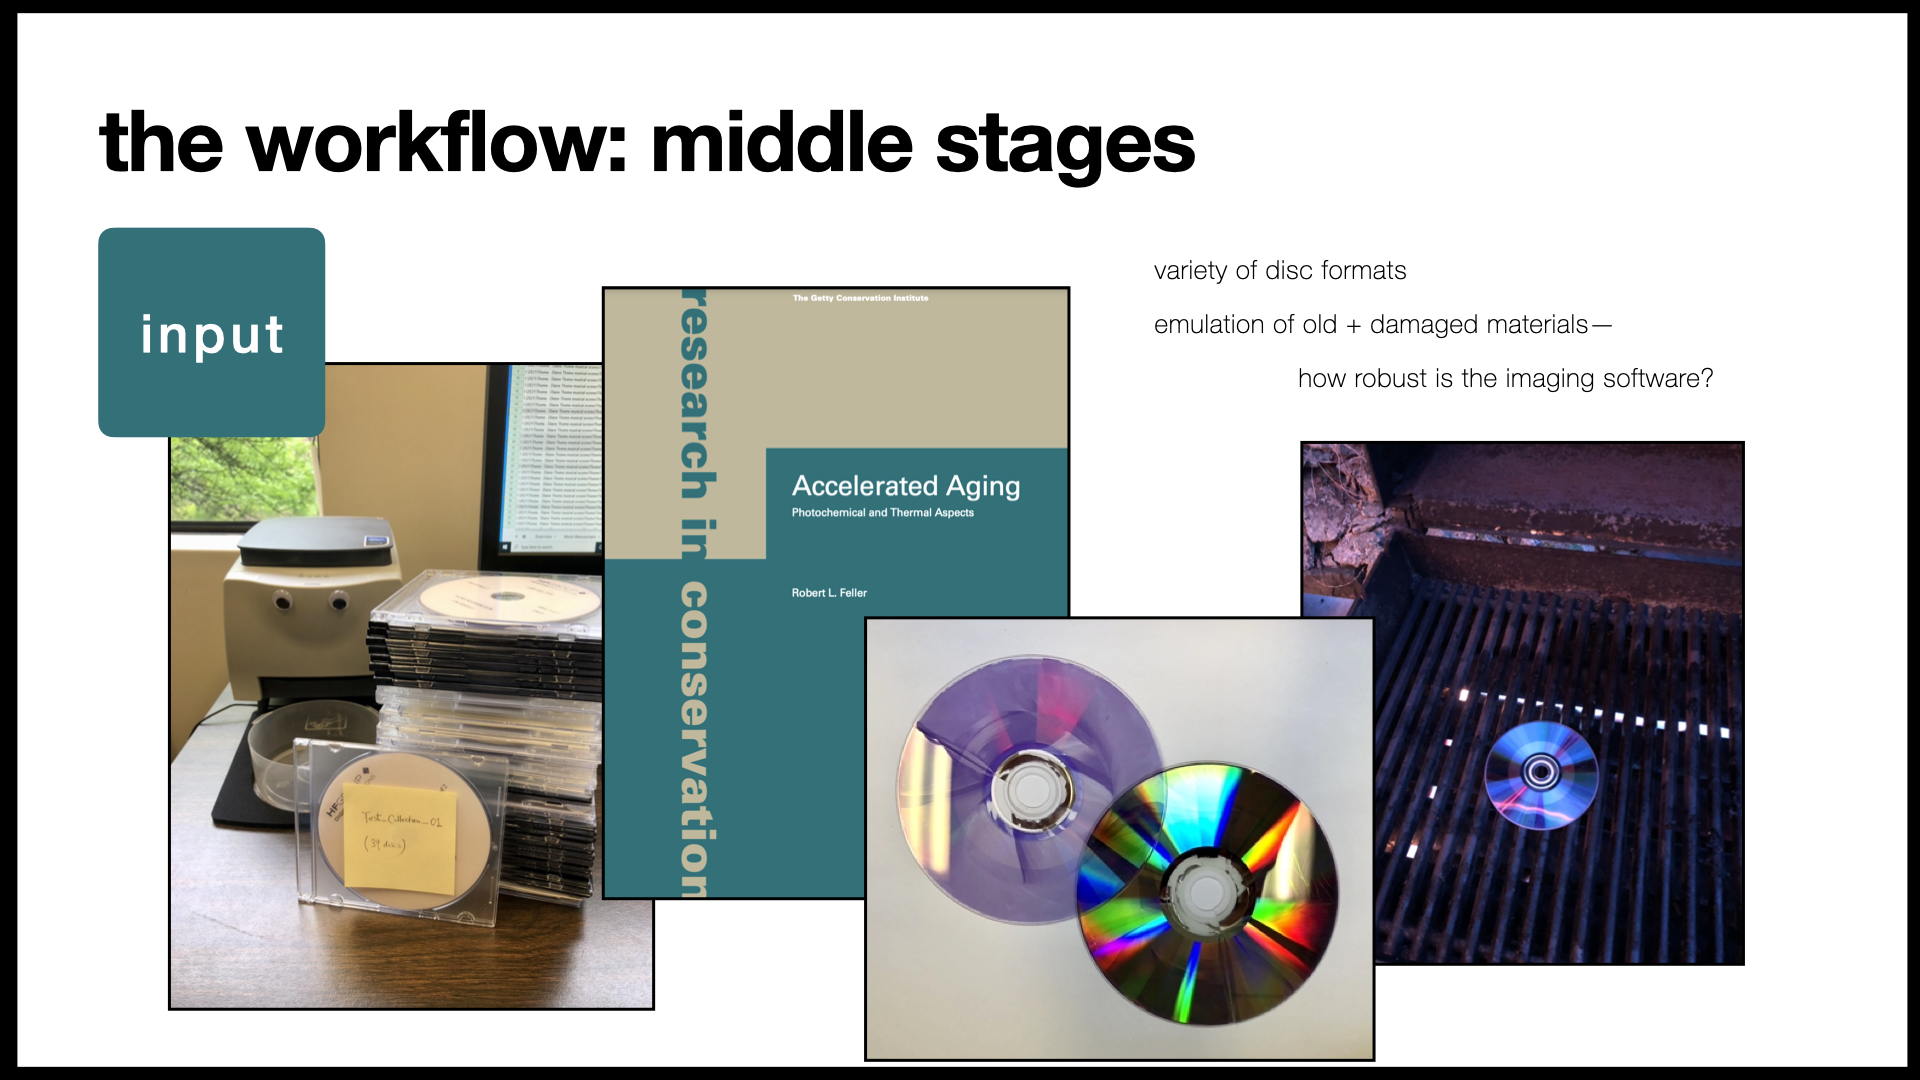 the workflow: middle stages
input
variety of disc formats
emulation of old + damaged materials—
how robust is the imaging software?
The Getty Conservation Institute
research in conservation
Accelerated Aging
Photochemical and Thermal Aspects
Robert L. Feller
Test_Collection_01
(39 discs)